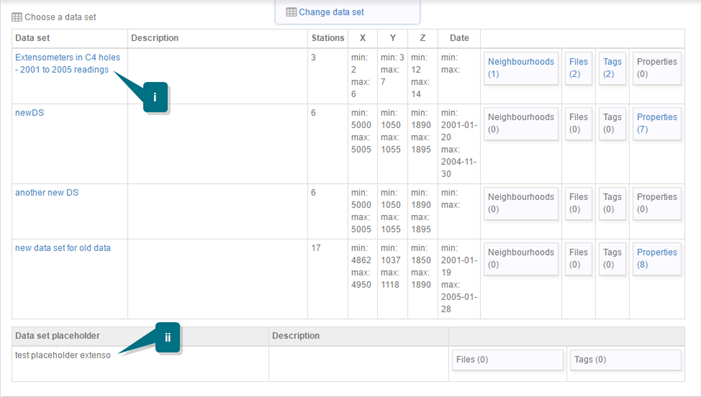 Choose a data set
Change data set
Data set Description Stations X Y Z Date
Extensometers in C4 holes
- 2001 to 2005 readings
3
min:
2
max:
6
min: 3
max:
7
min:
12
max:
14
min:
max:
Neighbourhoods
(1)
Files
(2)
Tags
(2)
Properties
(0)
i
newDS
6
min:
5000
max:
5005
min:
1050
max:
1055
min:
1890
max:
1895
min:
2001-01-
20
max:
2004-11-
30
Neighbourhoods
(0)
Files
(0)
Tags
(0)
Properties
(7)
another new DS
6
min:
5000
max:
5005
min:
1050
max:
1055
min:
1890
max:
1895
min:
max:
Neighbourhoods
(0)
Files
(0)
Tags
(0)
Properties
(0)
new data set for old data
17
min:
4862
max:
4950
min:
1037
max:
1118
min:
1850
max:
1890
min:
2001-01-
19
max:
2005-01-
28
Neighbourhoods
(0)
Files
(0)
Tags
(0)
Properties
(8)
Data set placeholder Description
ii
test placeholder extenso
Files (0)
Tags (0)